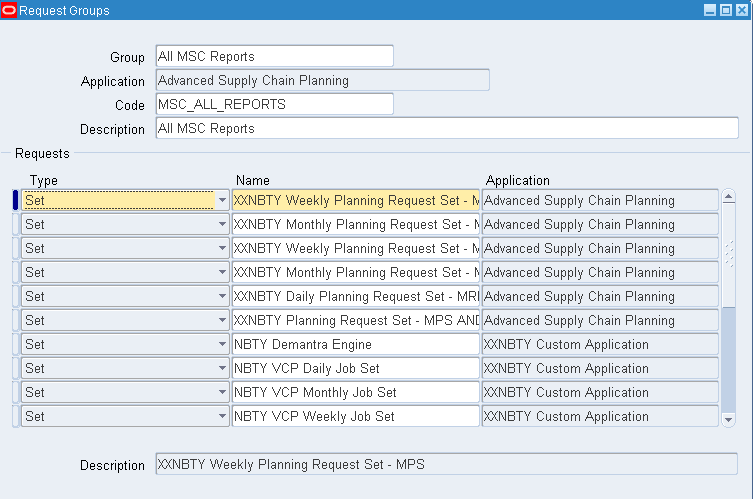 Request Groups
Group All MSC Reports
Application Advanced Supply Chain Planning
Code MSC_ALL_REPORTS
Description All MSC Reports
Requests
Type Name Application
Set XXNBTY Weekly Planning Request Set - Advanced Supply Chain Planning
Set XXNBTY Monthly Planning Request Set - Advanced Supply Chain Planning
Set XXNBTY Weekly Planning Request Set - Advanced Supply Chain Planning
Set XXNBTY Monthly Planning Request Set - Advanced Supply Chain Planning
Set XXNBTY Daily Planning Request Set - Advanced Supply Chain Planning
Set XXNBTY Planning Request Set - MPS AND Advanced Supply Chain Planning
Set NBTY Demantra Engine XXNBTY Custom Application
Set NBTY VCP Daily Job Set XXNBTY Custom Application
Set NBTY VCP Monthly Job Set XXNBTY Custom Application
Set NBTY VCP Weekly Job Set XXNBTY Custom Application
Description XXNBTY Weekly Planning Request Set - MPS